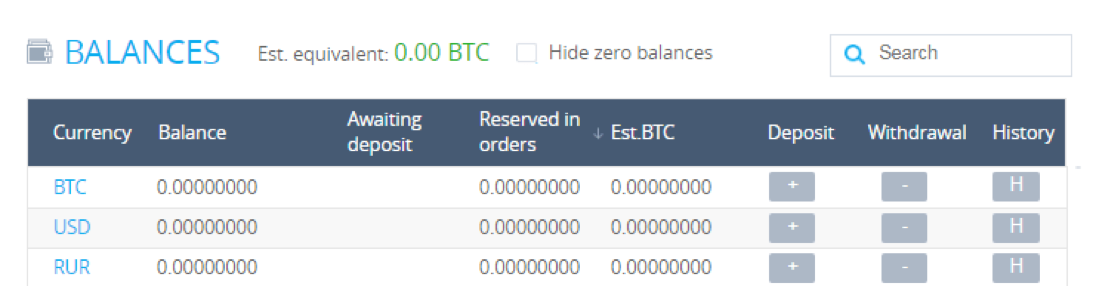 BALANCES Est. equivalent: 0.00 BTC Hide zero balances Search
Currency Balance Awaiting deposit Reserved in orders ↓ Est.BTC Deposit Withdrawal History
BTC 0.00000000 0.00000000 0.00000000 + - H
USD 0.00000000 0.00000000 0.00000000 + - H
RUR 0.00000000 0.00000000 0.00000000 + - H